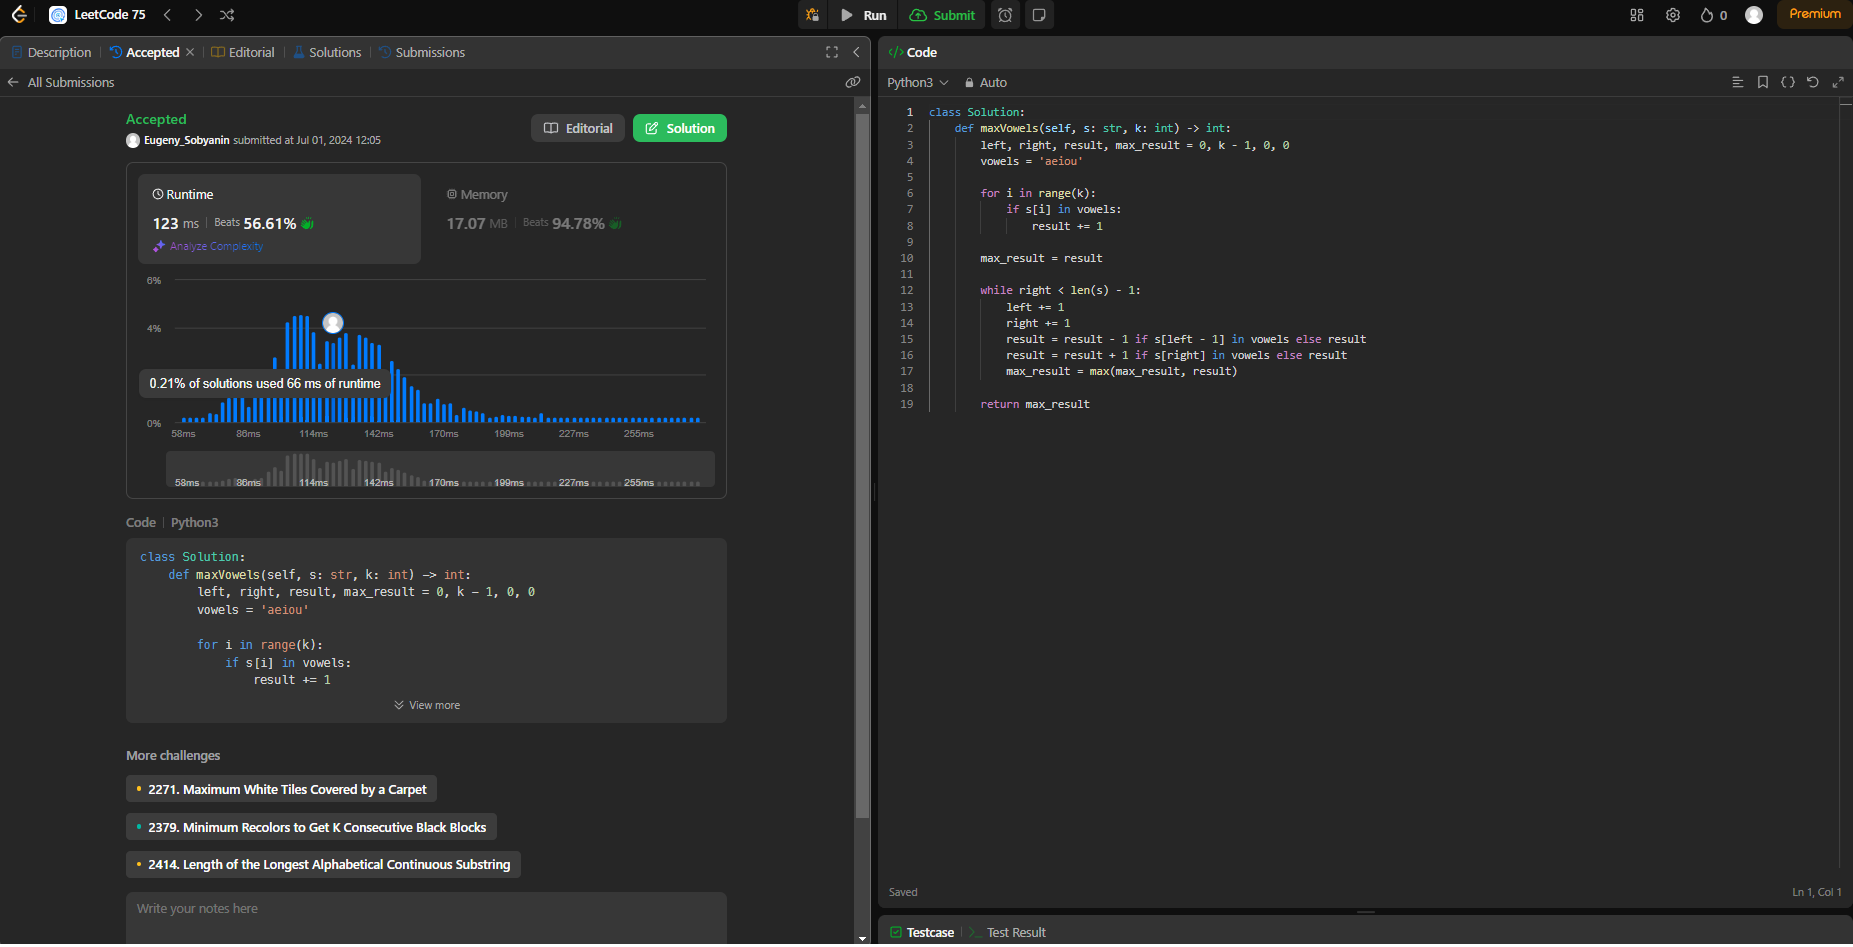 LeetCode 75
Run
Submit
0
Premium
Description
Accepted
Editorial
Solutions
Submissions
All Submissions
Accepted
Eugeny_Sobyanin submitted at Jul 01, 2024 12:05
Editorial
Solution
Runtime
123 ms
Beats 56.61%
Analyze Complexity
Memory
17.07 MB
Beats 94.78%
6%
4%
0.21% of solutions used 66 ms of runtime
0%
58ms 86ms 114ms 142ms 170ms 199ms 227ms 255ms
58ms 86ms 114ms 142ms 170ms 199ms 227ms 255ms
Code
Python3
class Solution:
    def maxVowels(self, s: str, k: int) -> int:
        left, right, result, max_result = 0, k - 1, 0, 0
        vowels = 'aeiou'
        for i in range(k):
            if s[i] in vowels:
                result += 1
View more
More challenges
2271. Maximum White Tiles Covered by a Carpet
2379. Minimum Recolors to Get K Consecutive Black Blocks
2414. Length of the Longest Alphabetical Continuous Substring
Write your notes here
Code
Python3
Auto
1 class Solution:
2     def maxVowels(self, s: str, k: int) -> int:
3         left, right, result, max_result = 0, k - 1, 0, 0
4         vowels = 'aeiou'
5
6         for i in range(k):
7             if s[i] in vowels:
8                 result += 1
9
10         max_result = result
11
12         while right < len(s) - 1:
13             left += 1
14             right += 1
15             result = result - 1 if s[left - 1] in vowels else result
16             result = result + 1 if s[right] in vowels else result
17             max_result = max(max_result, result)
18
19         return max_result
Saved
Ln 1, Col 1
Testcase
Test Result